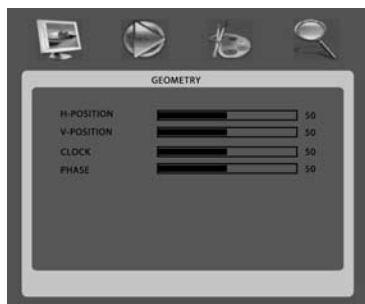 GEOMETRY
H-POSITION 50
V-POSITION 50
CLOCK 50
PHASE 50